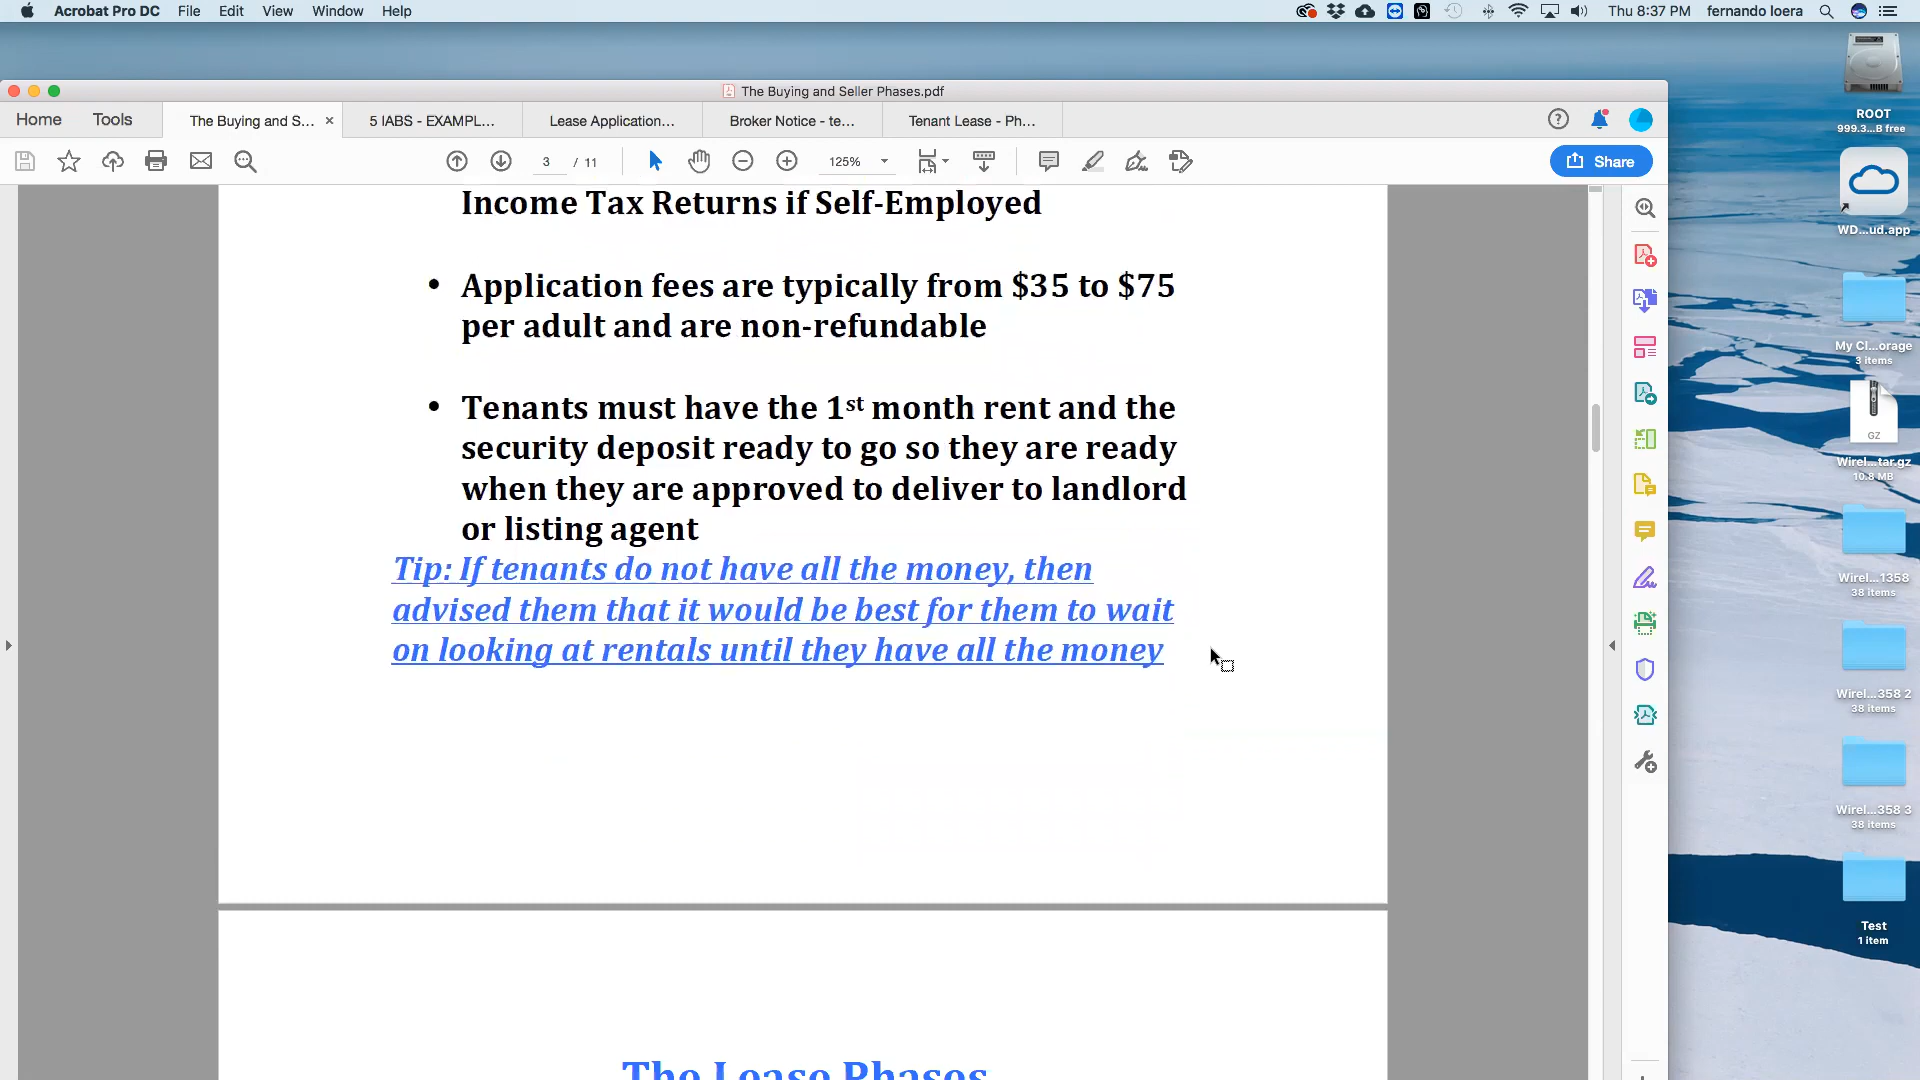 Acrobat Pro DC File Edit View Window Help
Thu 8:37 PM fernando loera
The Buying and Seller Phases.pdf
Home Tools The Buying and S... × 5 IABS - EXAMPL... Lease Application... Broker Notice - te... Tenant Lease - Ph...
3 / 11 125% Share
Income Tax Returns if Self-Employed
• Application fees are typically from $35 to $75
per adult and are non-refundable
• Tenants must have the 1st month rent and the
security deposit ready to go so they are ready
when they are approved to deliver to landlord
or listing agent
Tip: If tenants do not have all the money, then
advised them that it would be best for them to wait
on looking at rentals until they have all the money
The Lease Phases
ROOT
999.3...B free
WD...ud.app
My Cl...orage
3 items
GZ
Wirel...tar.gz
10.8 MB
Wirel...1358
38 items
Wirel...358 2
38 items
Wirel...358 3
38 items
Test
1 item